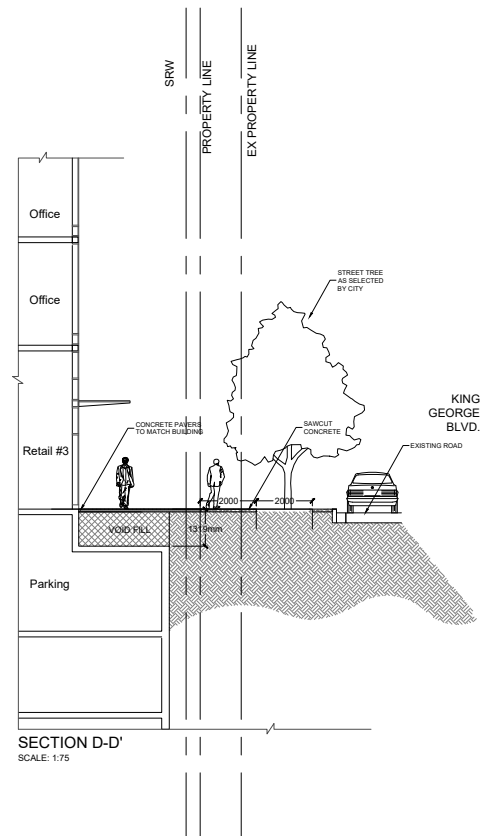 SRW
PROPERTY LINE
EX PROPERTY LINE
Office
STREET TREE
AS SELECTED
BY CITY
Office
KING
GEORGE
BLVD.
CONCRETE PAVERS
TO MATCH BUILDING
SAWCUT
CONCRETE
EXISTING ROAD
Retail #3
2000
2000
VOID FILL
1319mm
Parking
SECTION D-D'
SCALE: 1:75